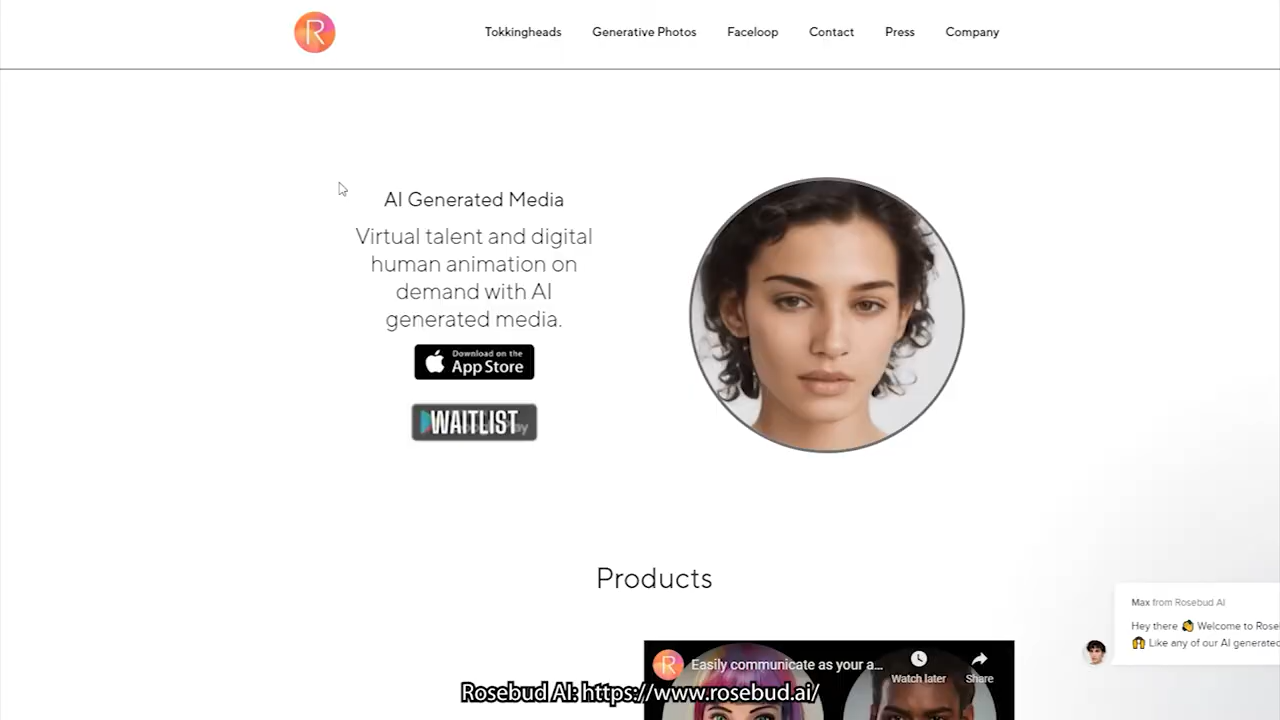 R
Tokkingheads Generative Photos Faceloop Contact Press Company
AI Generated Media
Virtual talent and digital
human animation on
demand with AI
generated media.
Download on the
App Store
WAITLIST
Products
Max from Rosebud AI
Hey there 👋 Welcome to Rose
🙌 Like any of our AI generated
R
Easily communicate as your a...
Watch later
Share
Rosebud AI: https://www.rosebud.ai/